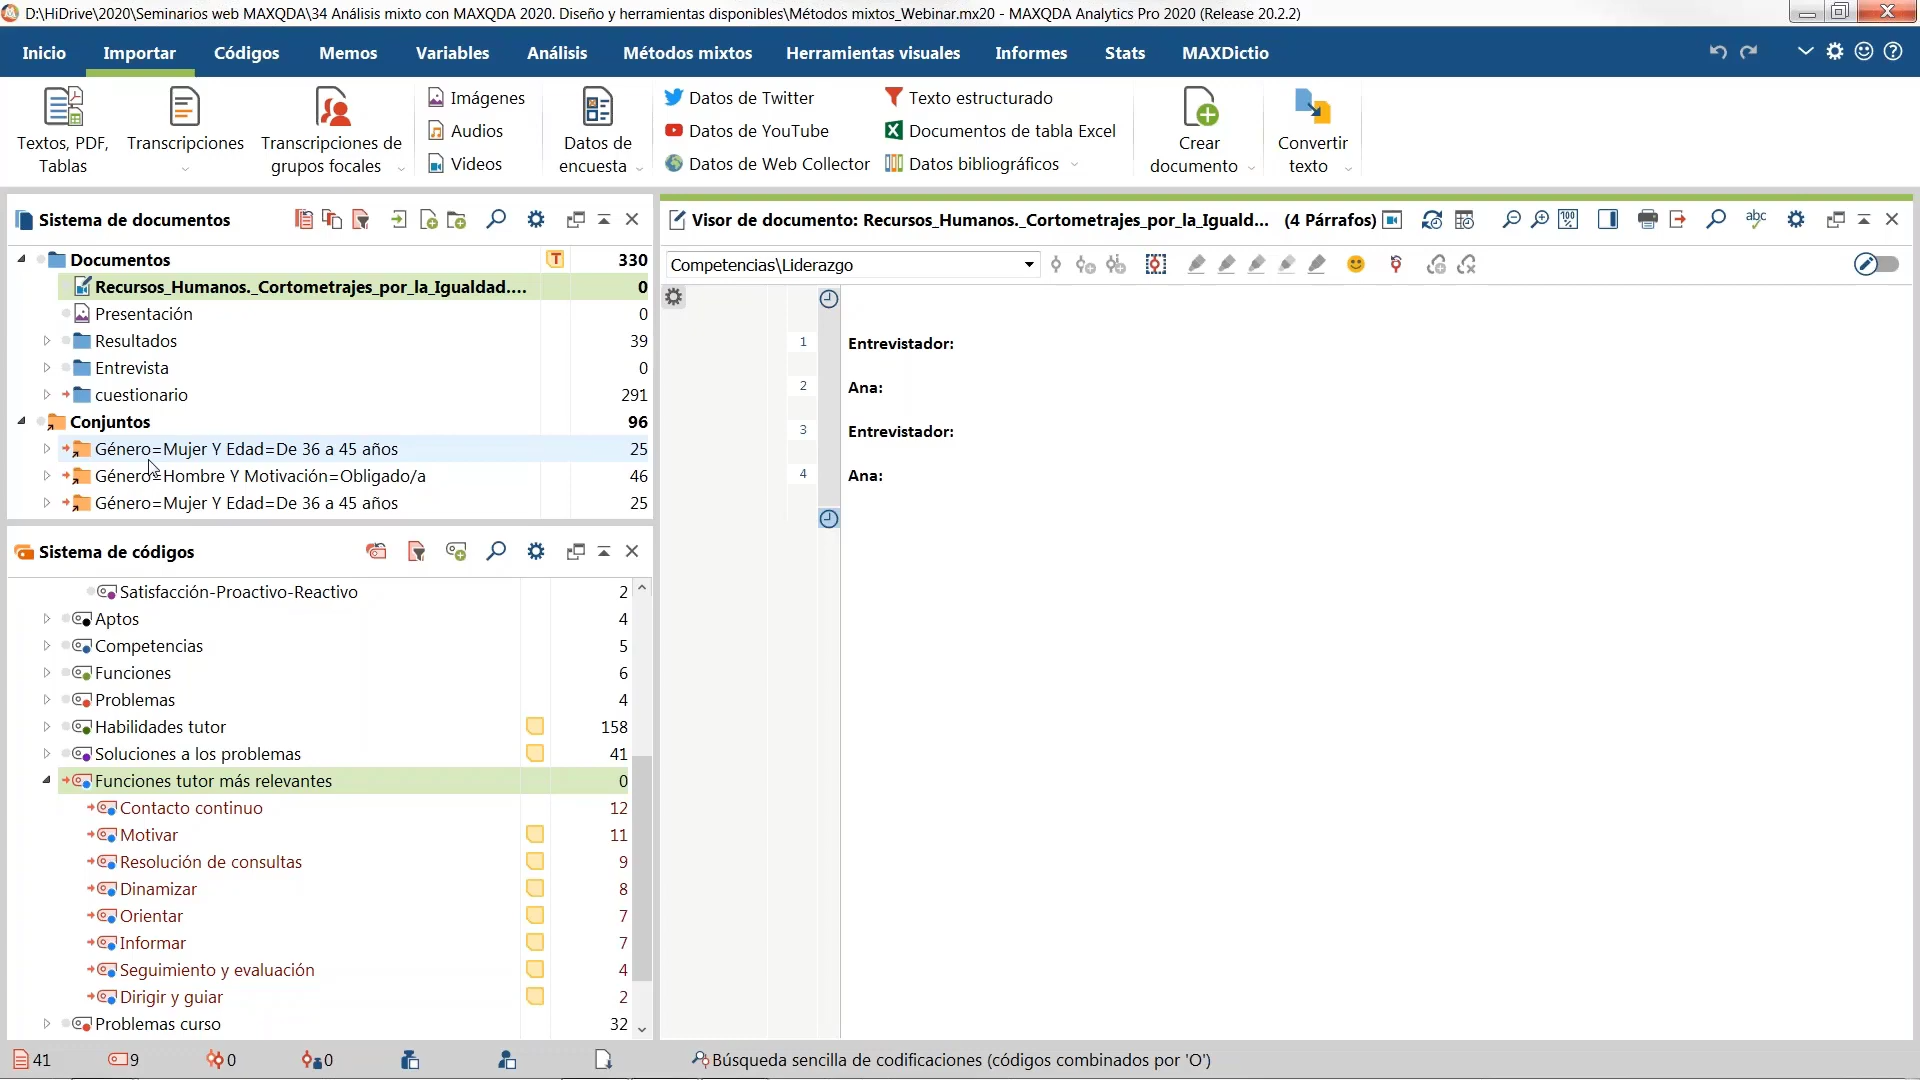 D:\HiDrive\2020\Seminarios web MAXQDA\34 Análisis mixto con MAXQDA 2020. Diseño y herramientas disponibles\Métodos mixtos_Webinar.mx20 - MAXQDA Analytics Pro 2020 (Release 20.2.2)
Inicio Importar Códigos Memos Variables Análisis Métodos mixtos Herramientas visuales Informes Stats MAXDictio
Textos, PDF, Tablas
Transcripciones
Transcripciones de grupos focales
Imágenes
Audios
Videos
Datos de encuesta
Datos de Twitter
Datos de YouTube
Datos de Web Collector
Texto estructurado
Documentos de tabla Excel
Datos bibliográficos
Crear documento
Convertir texto
Sistema de documentos
Documentos 330
Recursos_Humanos._Cortometrajes_por_la_Igualdad.... 0
Presentación 0
Resultados 39
Entrevista 0
cuestionario 291
Conjuntos 96
Género=Mujer Y Edad=De 36 a 45 años 25
Género=Hombre Y Motivación=Obligado/a 46
Género=Mujer Y Edad=De 36 a 45 años 25
Sistema de códigos
Satisfacción-Proactivo-Reactivo 2
Aptos 4
Competencias 5
Funciones 6
Problemas 4
Habilidades tutor 158
Soluciones a los problemas 41
Funciones tutor más relevantes 0
Contacto continuo 12
Motivar 11
Resolución de consultas 9
Dinamizar 8
Orientar 7
Informar 7
Seguimiento y evaluación 4
Dirigir y guiar 2
Problemas curso 32
Visor de documento: Recursos_Humanos._Cortometrajes_por_la_Iguald... (4 Párrafos)
100
abc
Competencias\Liderazgo
1 Entrevistador:
2 Ana:
3 Entrevistador:
4 Ana:
41 9 0 0 Búsqueda sencilla de codificaciones (códigos combinados por 'O')